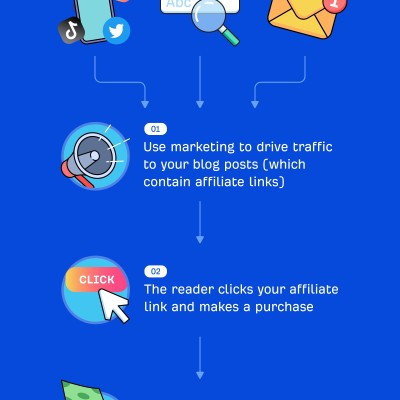 Abc
1
01
Use marketing to drive traffic
to your blog posts (which
contain affiliate links)
CLICK
02
The reader clicks your affiliate
link and makes a purchase